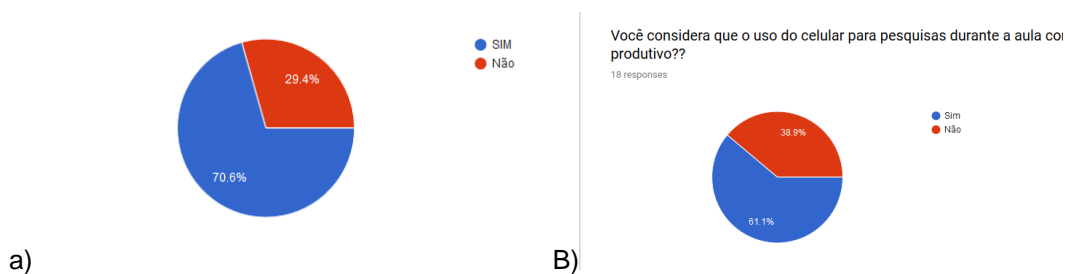 SIM
Não
29.4%
70.6%
a)
Você considera que o uso do celular para pesquisas durante a aula
produtivo??
18 responses
Sim
Não
38.9%
61.1%
B)